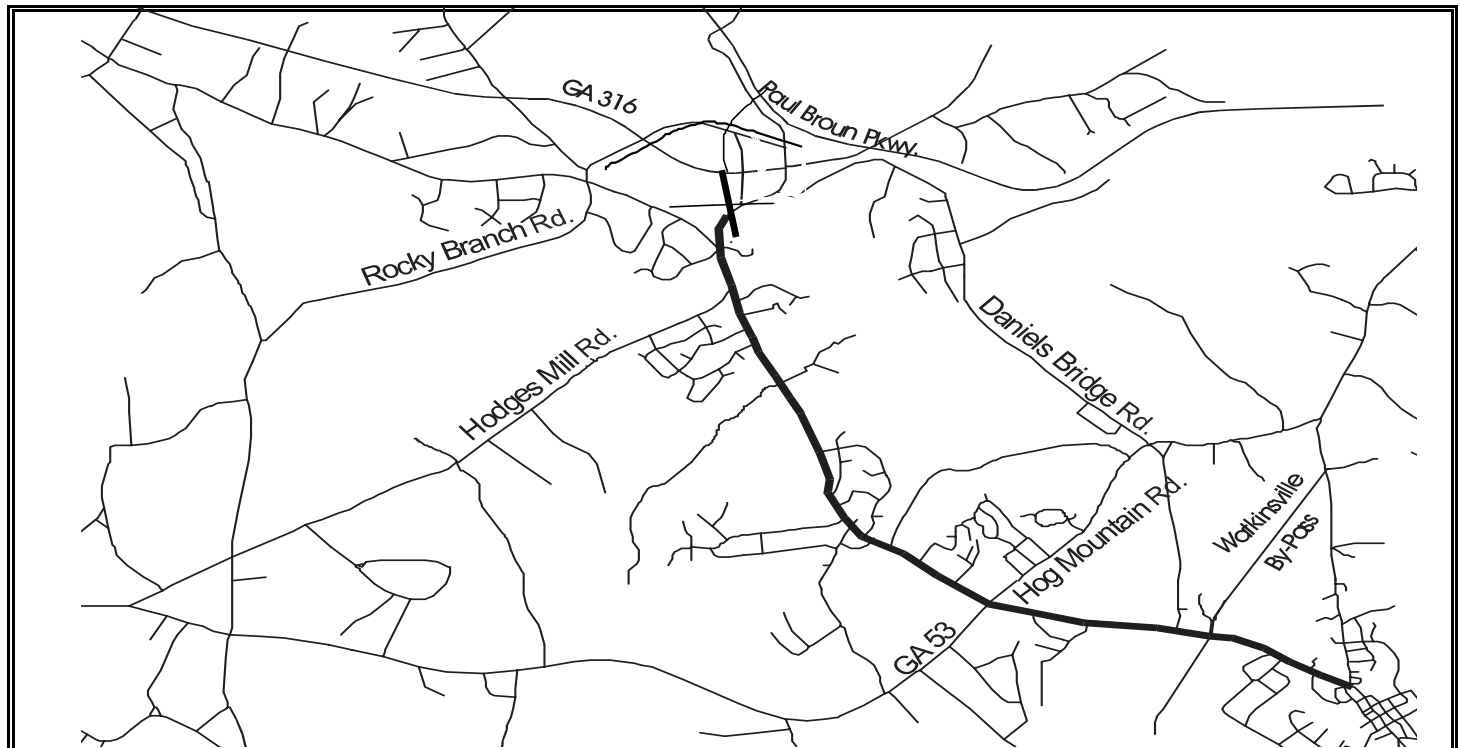 GA 316
Paul Broun Pkwy.
Rocky Branch Rd.
Hodges Mill Rd.
Daniels Bridge Rd.
Hog Mountain Rd.
Watkinsville
By-Pass
GA 53